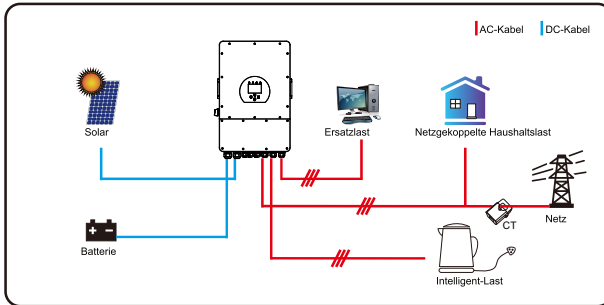 AC-Kabel
DC-Kabel
Solar
Ersatzlast
Netzgekoppelte Haushaltslast
CT
Netz
Batterie
Intelligent-Last